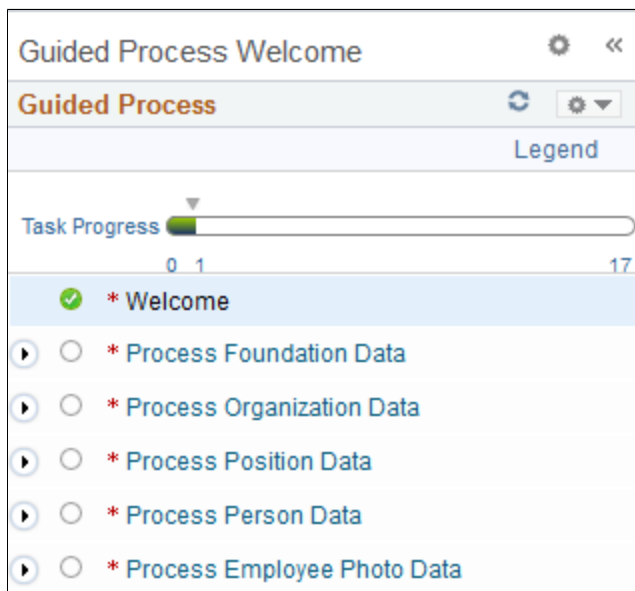 Guided Process Welcome
Guided Process
Legend
Task Progress
0 1 17
* Welcome
* Process Foundation Data
* Process Organization Data
* Process Position Data
* Process Person Data
* Process Employee Photo Data